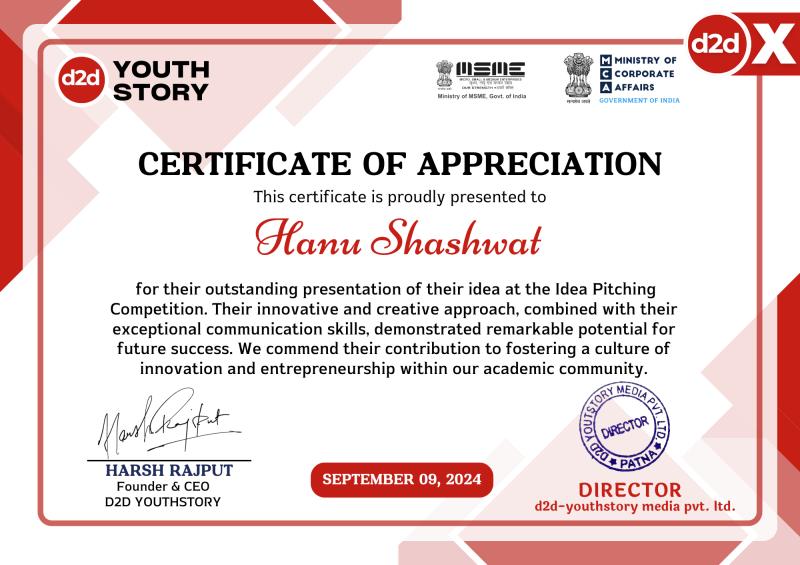 d2d X
d2d YOUTH STORY
MSME
MICRO, SMALL & MEDIUM ENTERPRISES
OUR STRENGTH
Ministry of MSME, Govt. of India
MINISTRY OF
CORPORATE
AFFAIRS
GOVERNMENT OF INDIA
सत्यमेव जयते
CERTIFICATE OF APPRECIATION
This certificate is proudly presented to
Hanu Shashwat
for their outstanding presentation of their idea at the Idea Pitching
Competition. Their innovative and creative approach, combined with their
exceptional communication skills, demonstrated remarkable potential for
future success. We commend their contribution to fostering a culture of
innovation and entrepreneurship within our academic community.
Harsh Rajput
HARSH RAJPUT
Founder & CEO
D2D YOUTHSTORY
SEPTEMBER 09, 2024
D2D YOUTSTORY MEDIA PVT. LTD.
DIRECTOR
★ PATNA ★
DIRECTOR
d2d-youthstory media pvt. ltd.